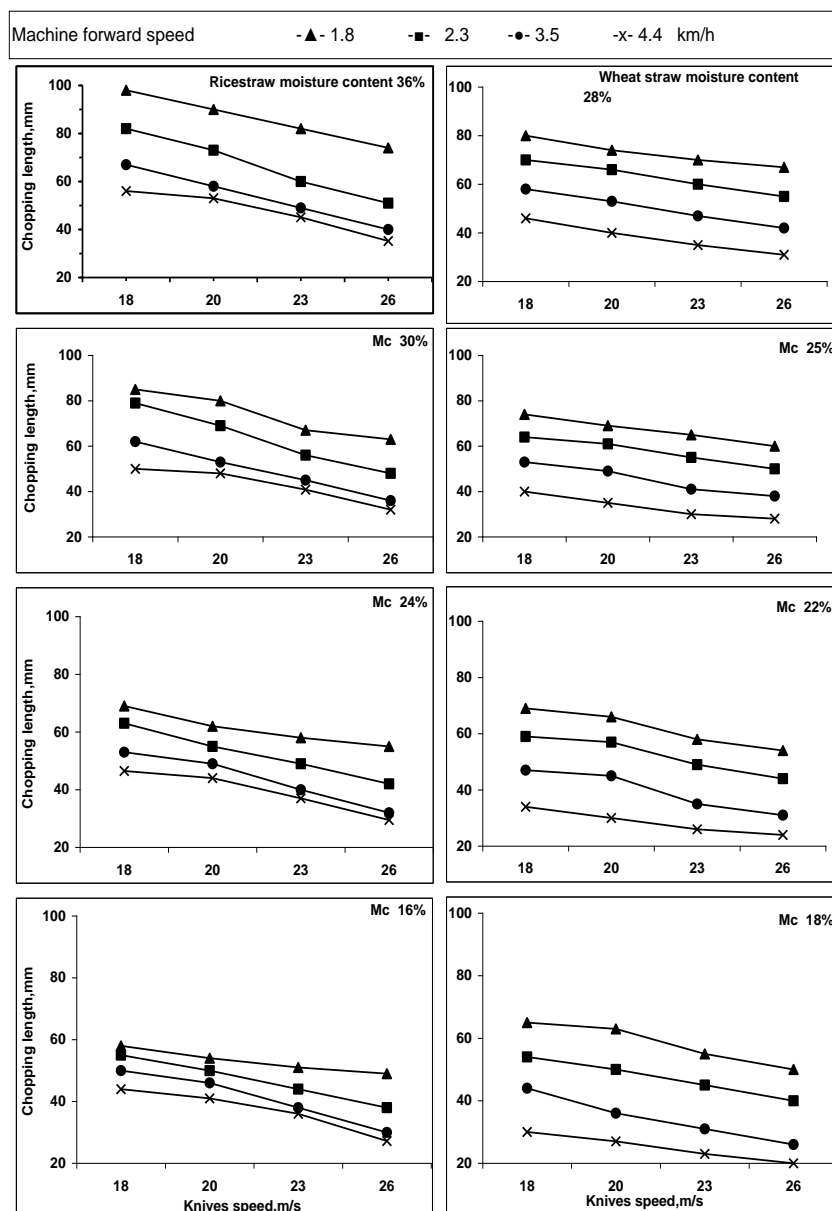 Machine forward speed -▲- 1.8 -■- 2.3 -●- 3.5 -x- 4.4 km/h
Ricestraw moisture content 36%
Chopping length,mm
100
80
60
40
20
18 20 23 26
Wheat straw moisture content
28%
100
80
60
40
20
18 20 23 26
Mc 30%
Chopping length,mm
100
80
60
40
20
18 20 23 26
Mc 25%
100
80
60
40
20
18 20 23 26
Mc 24%
Chopping length,mm
100
80
60
40
20
18 20 23 26
Mc 22%
100
80
60
40
20
18 20 23 26
Mc 16%
Chopping length,mm
100
80
60
40
20
18 20 23 26
Knives speed,m/s
Mc 18%
100
80
60
40
20
18 20 23 26
Knives speed,m/s